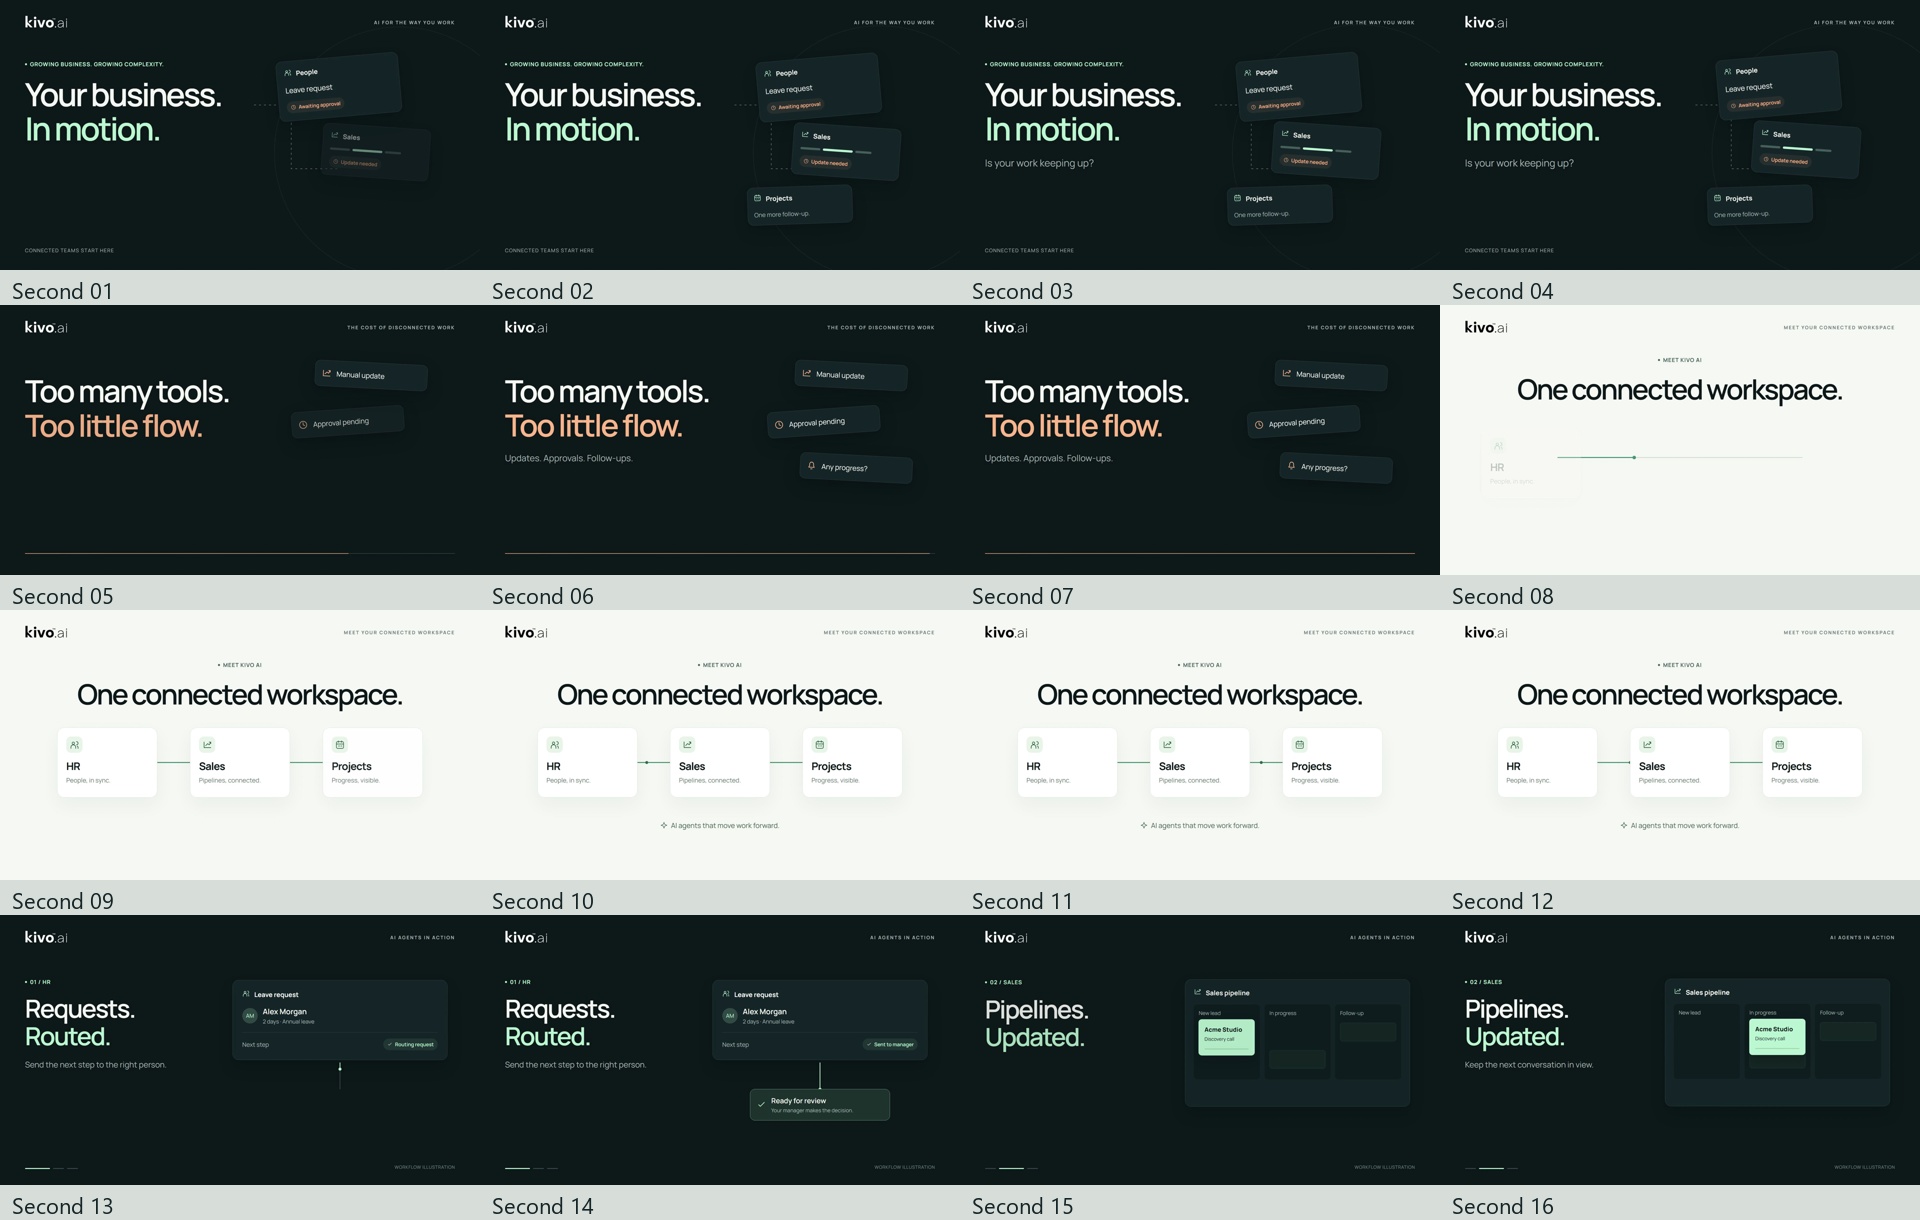 kivo.ai
AI FOR THE WAY YOU WORK
• GROWING BUSINESS. GROWING COMPLEXITY.
Your business.
In motion.
People
Leave request
Awaiting approval
Sales
Update needed
CONNECTED TEAMS START HERE
Second 01
kivo.ai
AI FOR THE WAY YOU WORK
• GROWING BUSINESS. GROWING COMPLEXITY.
Your business.
In motion.
People
Leave request
Awaiting approval
Sales
Update needed
Projects
One more follow-up.
CONNECTED TEAMS START HERE
Second 02
kivo.ai
AI FOR THE WAY YOU WORK
• GROWING BUSINESS. GROWING COMPLEXITY.
Your business.
In motion.
Is your work keeping up?
People
Leave request
Awaiting approval
Sales
Update needed
Projects
One more follow-up.
CONNECTED TEAMS START HERE
Second 03
kivo.ai
AI FOR THE WAY YOU WORK
• GROWING BUSINESS. GROWING COMPLEXITY.
Your business.
In motion.
Is your work keeping up?
People
Leave request
Awaiting approval
Sales
Update needed
Projects
One more follow-up.
CONNECTED TEAMS START HERE
Second 04
kivo.ai
THE COST OF DISCONNECTED WORK
Too many tools.
Too little flow.
Manual update
Approval pending
Second 05
kivo.ai
THE COST OF DISCONNECTED WORK
Too many tools.
Too little flow.
Updates. Approvals. Follow-ups.
Manual update
Approval pending
Any progress?
Second 06
kivo.ai
THE COST OF DISCONNECTED WORK
Too many tools.
Too little flow.
Updates. Approvals. Follow-ups.
Manual update
Approval pending
Any progress?
Second 07
kivo.ai
MEET YOUR CONNECTED WORKSPACE
• MEET KIVO AI
One connected workspace.
HR
People, in sync.
Second 08
kivo.ai
MEET YOUR CONNECTED WORKSPACE
• MEET KIVO AI
One connected workspace.
HR
People, in sync.
Sales
Pipelines, connected.
Projects
Progress, visible.
Second 09
kivo.ai
MEET YOUR CONNECTED WORKSPACE
• MEET KIVO AI
One connected workspace.
HR
People, in sync.
Sales
Pipelines, connected.
Projects
Progress, visible.
AI agents that move work forward.
Second 10
kivo.ai
MEET YOUR CONNECTED WORKSPACE
• MEET KIVO AI
One connected workspace.
HR
People, in sync.
Sales
Pipelines, connected.
Projects
Progress, visible.
AI agents that move work forward.
Second 11
kivo.ai
MEET YOUR CONNECTED WORKSPACE
• MEET KIVO AI
One connected workspace.
HR
People, in sync.
Sales
Pipelines, connected.
Projects
Progress, visible.
AI agents that move work forward.
Second 12
kivo.ai
AI AGENTS IN ACTION
• 01 / HR
Requests.
Routed.
Send the next step to the right person.
Leave request
AM
Alex Morgan
2 days · Annual leave
Next step
Routing request
WORKFLOW ILLUSTRATION
Second 13
kivo.ai
AI AGENTS IN ACTION
• 01 / HR
Requests.
Routed.
Send the next step to the right person.
Leave request
AM
Alex Morgan
2 days · Annual leave
Next step
Sent to manager
Ready for review
Your manager makes the decision.
WORKFLOW ILLUSTRATION
Second 14
kivo.ai
AI AGENTS IN ACTION
• 02 / SALES
Pipelines.
Updated.
Sales pipeline
New lead
In progress
Follow-up
Acme Studio
Discovery call
WORKFLOW ILLUSTRATION
Second 15
kivo.ai
AI AGENTS IN ACTION
• 02 / SALES
Pipelines.
Updated.
Keep the next conversation in view.
Sales pipeline
New lead
In progress
Follow-up
Acme Studio
Discovery call
WORKFLOW ILLUSTRATION
Second 16